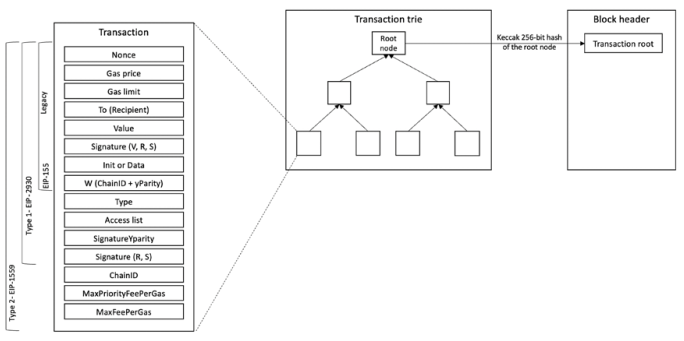 Transaction
Nonce
Gas price
Gas limit
To (Recipient)
Value
Signature (V, R, S)
Init or Data
W (ChainID + yParity)
Type
Access list
SignatureYparity
Signature (R, S)
ChainID
MaxPriorityFeePerGas
MaxFeePerGas
Legacy
EIP-155
Type 1- EIP-2930
Type 2- EIP-1559
Transaction trie
Root
node
Keccak 256-bit hash
of the root node
Block header
Transaction root